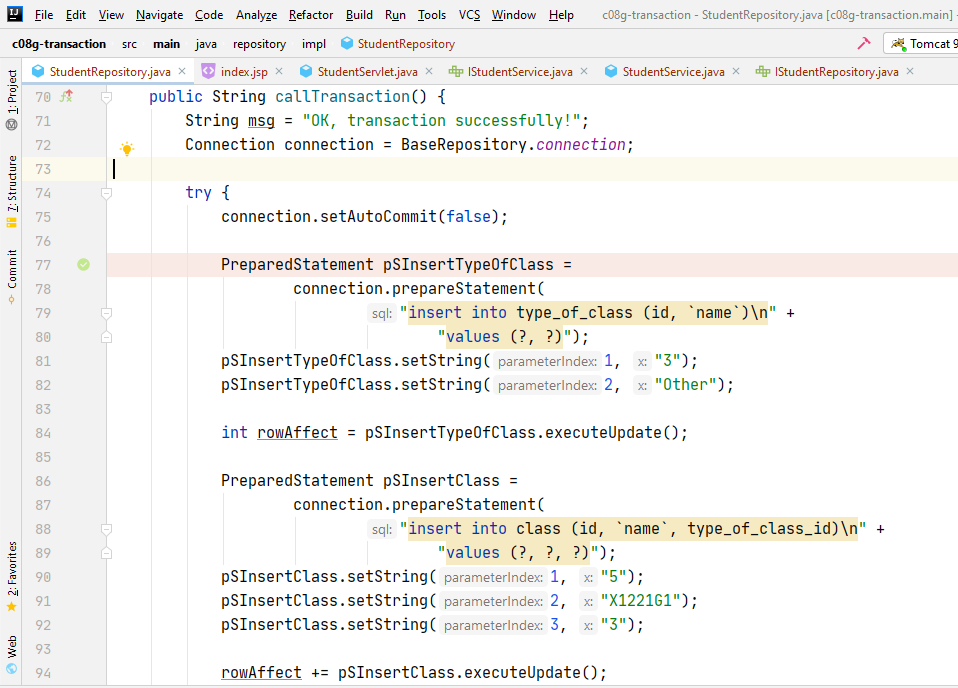 File Edit View Navigate Code Analyze Refactor Build Run Tools VCS Window Help c08g-transaction - StudentRepository.java [c08g-transaction.main] -
c08g-transaction src main java repository impl StudentRepository Tomcat 9
StudentRepository.java index.jsp StudentServlet.java IStudentService.java StudentService.java IStudentRepository.java
1: Project
7: Structure
Commit
2: Favorites
Web
70 public String callTransaction() {
71 String msg = "OK, transaction successfully!";
72 Connection connection = BaseRepository.connection;
73
74 try {
75 connection.setAutoCommit(false);
76
77 PreparedStatement pSInsertTypeOfClass =
78 connection.prepareStatement(
79 sql: "insert into type_of_class (id, `name`)\n" +
80 "values (?, ?)");
81 pSInsertTypeOfClass.setString( parameterIndex: 1, x: "3");
82 pSInsertTypeOfClass.setString( parameterIndex: 2, x: "Other");
83
84 int rowAffect = pSInsertTypeOfClass.executeUpdate();
85
86 PreparedStatement pSInsertClass =
87 connection.prepareStatement(
88 sql: "insert into class (id, `name`, type_of_class_id)\n" +
89 "values (?, ?, ?)");
90 pSInsertClass.setString( parameterIndex: 1, x: "5");
91 pSInsertClass.setString( parameterIndex: 2, x: "X1221G1");
92 pSInsertClass.setString( parameterIndex: 3, x: "3");
93
94 rowAffect += pSInsertClass.executeUpdate();